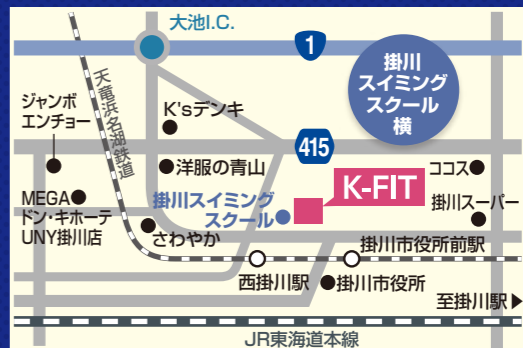 大池I.C.
1
掛川
スイミング
スクール
横
天竜浜名湖鉄道
ジャンボ
エンチョー
K'sデンキ
415
洋服の青山
ココス
K-FIT
MEGA
ドン・キホーテ
UNY掛川店
掛川スイミング
スクール
掛川スーパー
さわやか
掛川市役所前駅
西掛川駅
掛川市役所
至掛川駅▶
JR東海道本線